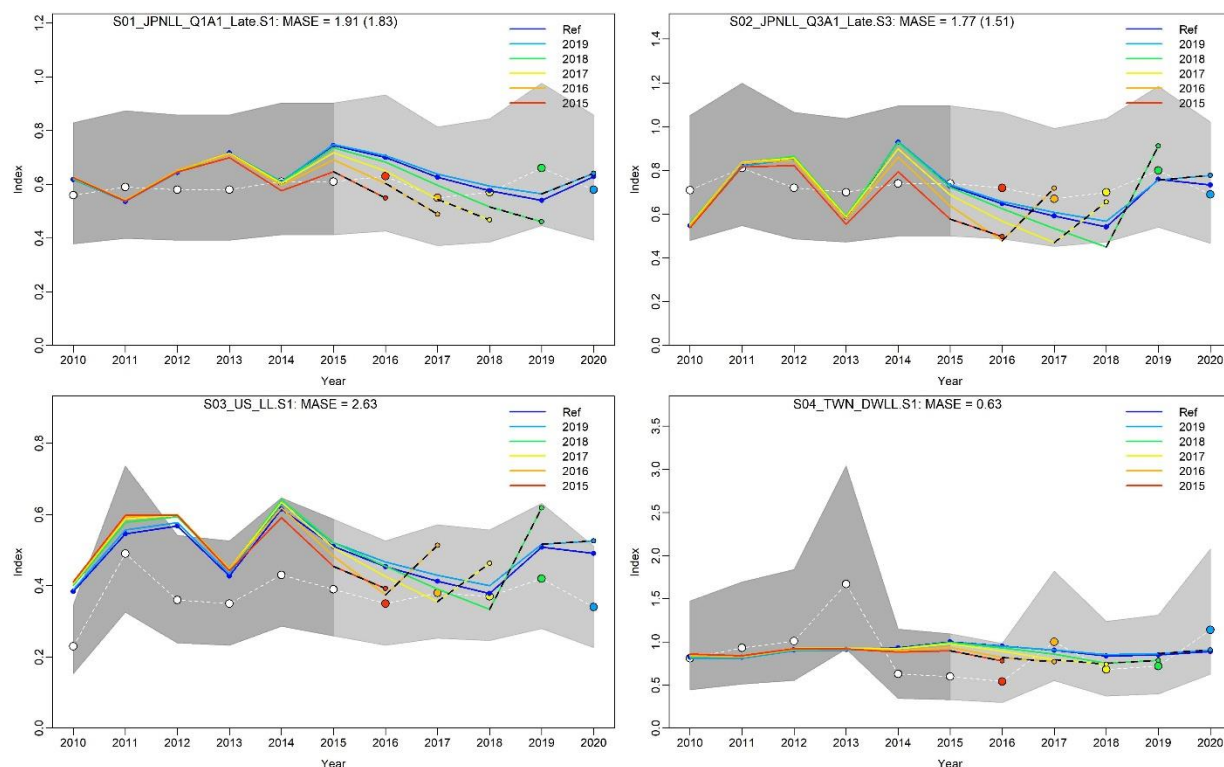 S01_JPNLL_Q1A1_Late.S1: MASE = 1.91 (1.83)
Index
0.0 0.2 0.4 0.6 0.8 1.0 1.2
Ref
2019
2018
2017
2016
2015
2010 2011 2012 2013 2014 2015 2016 2017 2018 2019 2020
Year
S02_JPNLL_Q3A1_Late.S3: MASE = 1.77 (1.51)
Index
0.0 0.2 0.4 0.6 0.8 1.0 1.2 1.4
Ref
2019
2018
2017
2016
2015
2010 2011 2012 2013 2014 2015 2016 2017 2018 2019 2020
Year
S03_US_LL.S1: MASE = 2.63
Index
0.0 0.2 0.4 0.6 0.8
Ref
2019
2018
2017
2016
2015
2010 2011 2012 2013 2014 2015 2016 2017 2018 2019 2020
Year
S04_TWN_DWLL.S1: MASE = 0.63
Index
0.0 0.5 1.0 1.5 2.0 2.5 3.0 3.5
Ref
2019
2018
2017
2016
2015
2010 2011 2012 2013 2014 2015 2016 2017 2018 2019 2020
Year